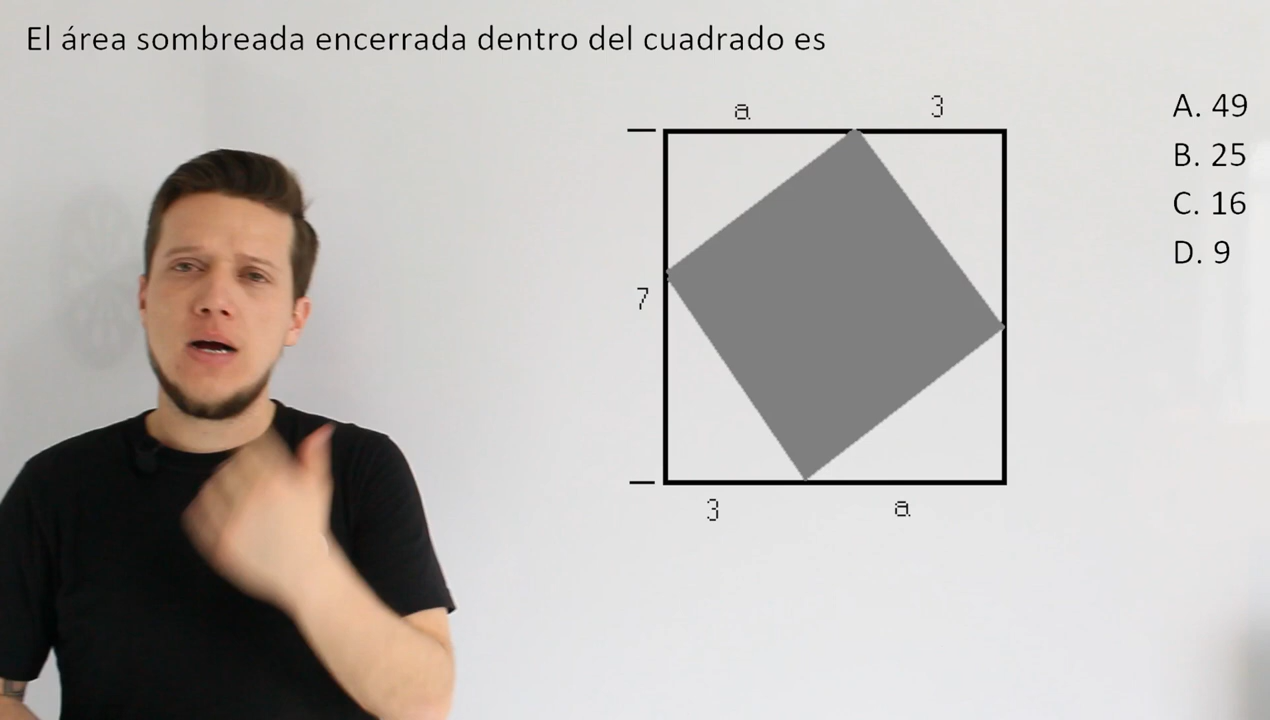 El área sombreada encerrada dentro del cuadrado es
a 3
7
3 a
A. 49
B. 25
C. 16
D. 9